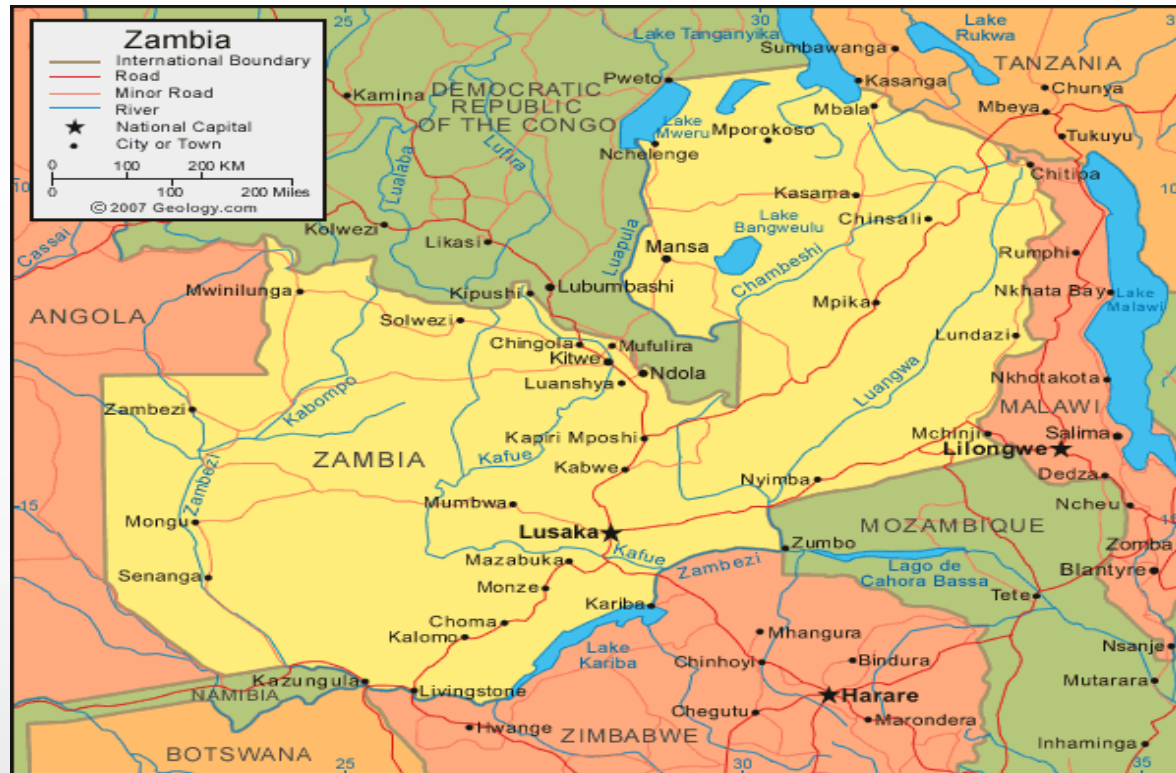 Zambia
International Boundary
Road
Minor Road
River
National Capital
City or Town
0 100 200 KM
0 100 200 Miles
© 2007 Geology.com
25
30
Lake
Rukwa
Lake Tanganyika
Sumbawanga
TANZANIA
Pweto
Kasanga
Chunya
Kamina
DEMOCRATIC
REPUBLIC
OF THE CONGO
Mbala
Mbeya
Lake
Mweru
Mporokoso
Tukuyu
Lufira
Nchelenge
Lualaba
Chitipa
10
10
Kasama
Kolwezi
Lake
Bangweulu
Chinsali
Cassai
Likasi
Luapula
Mansa
Rumphi
Chambeshi
Mwinilunga
Kipushi
Lubumbashi
Mpika
Nkhata Bay
Lake
Malawi
ANGOLA
Solwezi
Lundazi
Chingola
Mufulira
Kitwe
Ndola
Luanshya
Luangwa
Nkhotakota
Kabompo
Zambezi
MALAWI
Kapiri Mposhi
Mchinji
Salima
ZAMBIA
Kafue
Lilongwe
Kabwe
Zambezi
Nyimba
Dedza
15
Mumbwa
Ncheu
15
Mongu
Lusaka
MOZAMBIQUE
Zumbo
Zomba
Kafue
Mazabuka
Zambezi
Lago de
Cahora Bassa
Blantyre
Senanga
Monze
Tete
Kariba
Choma
Mhangura
Kalomo
Lake
Kariba
Chinhoyi
Bindura
Nsanje
Kazungula
NAMIBIA
Livingstone
Harare
Mutarara
Chegutu
Marondera
Hwange
ZIMBABWE
BOTSWANA
Inhaminga
25
30
35